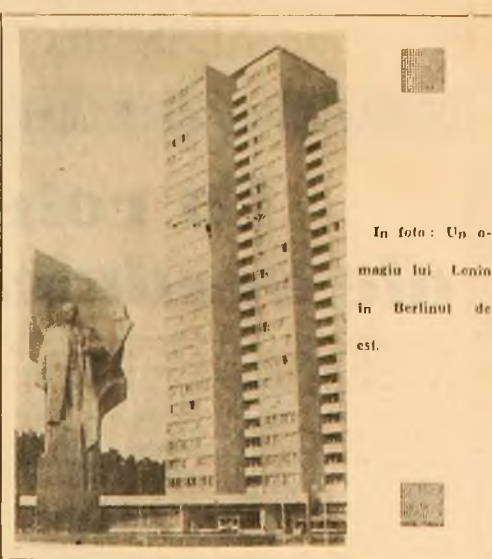 In foto: Un o-
magiu lui Lenin
în Berlinul de
est.